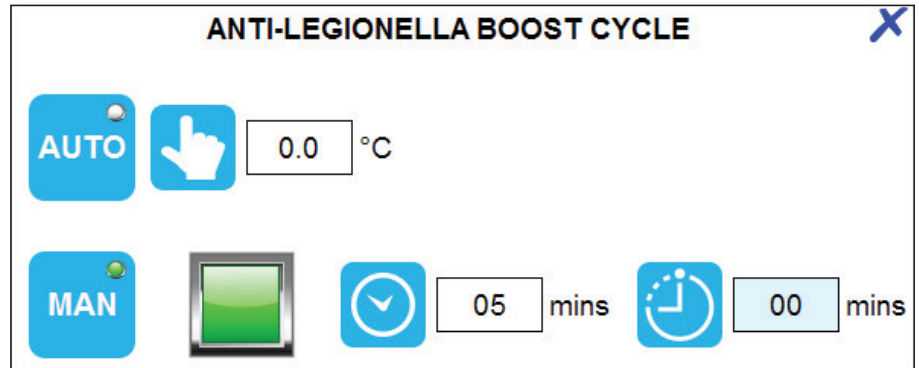 ANTI-LEGIONELLA BOOST CYCLE
AUTO 0.0 °C
MAN 05 mins 00 mins